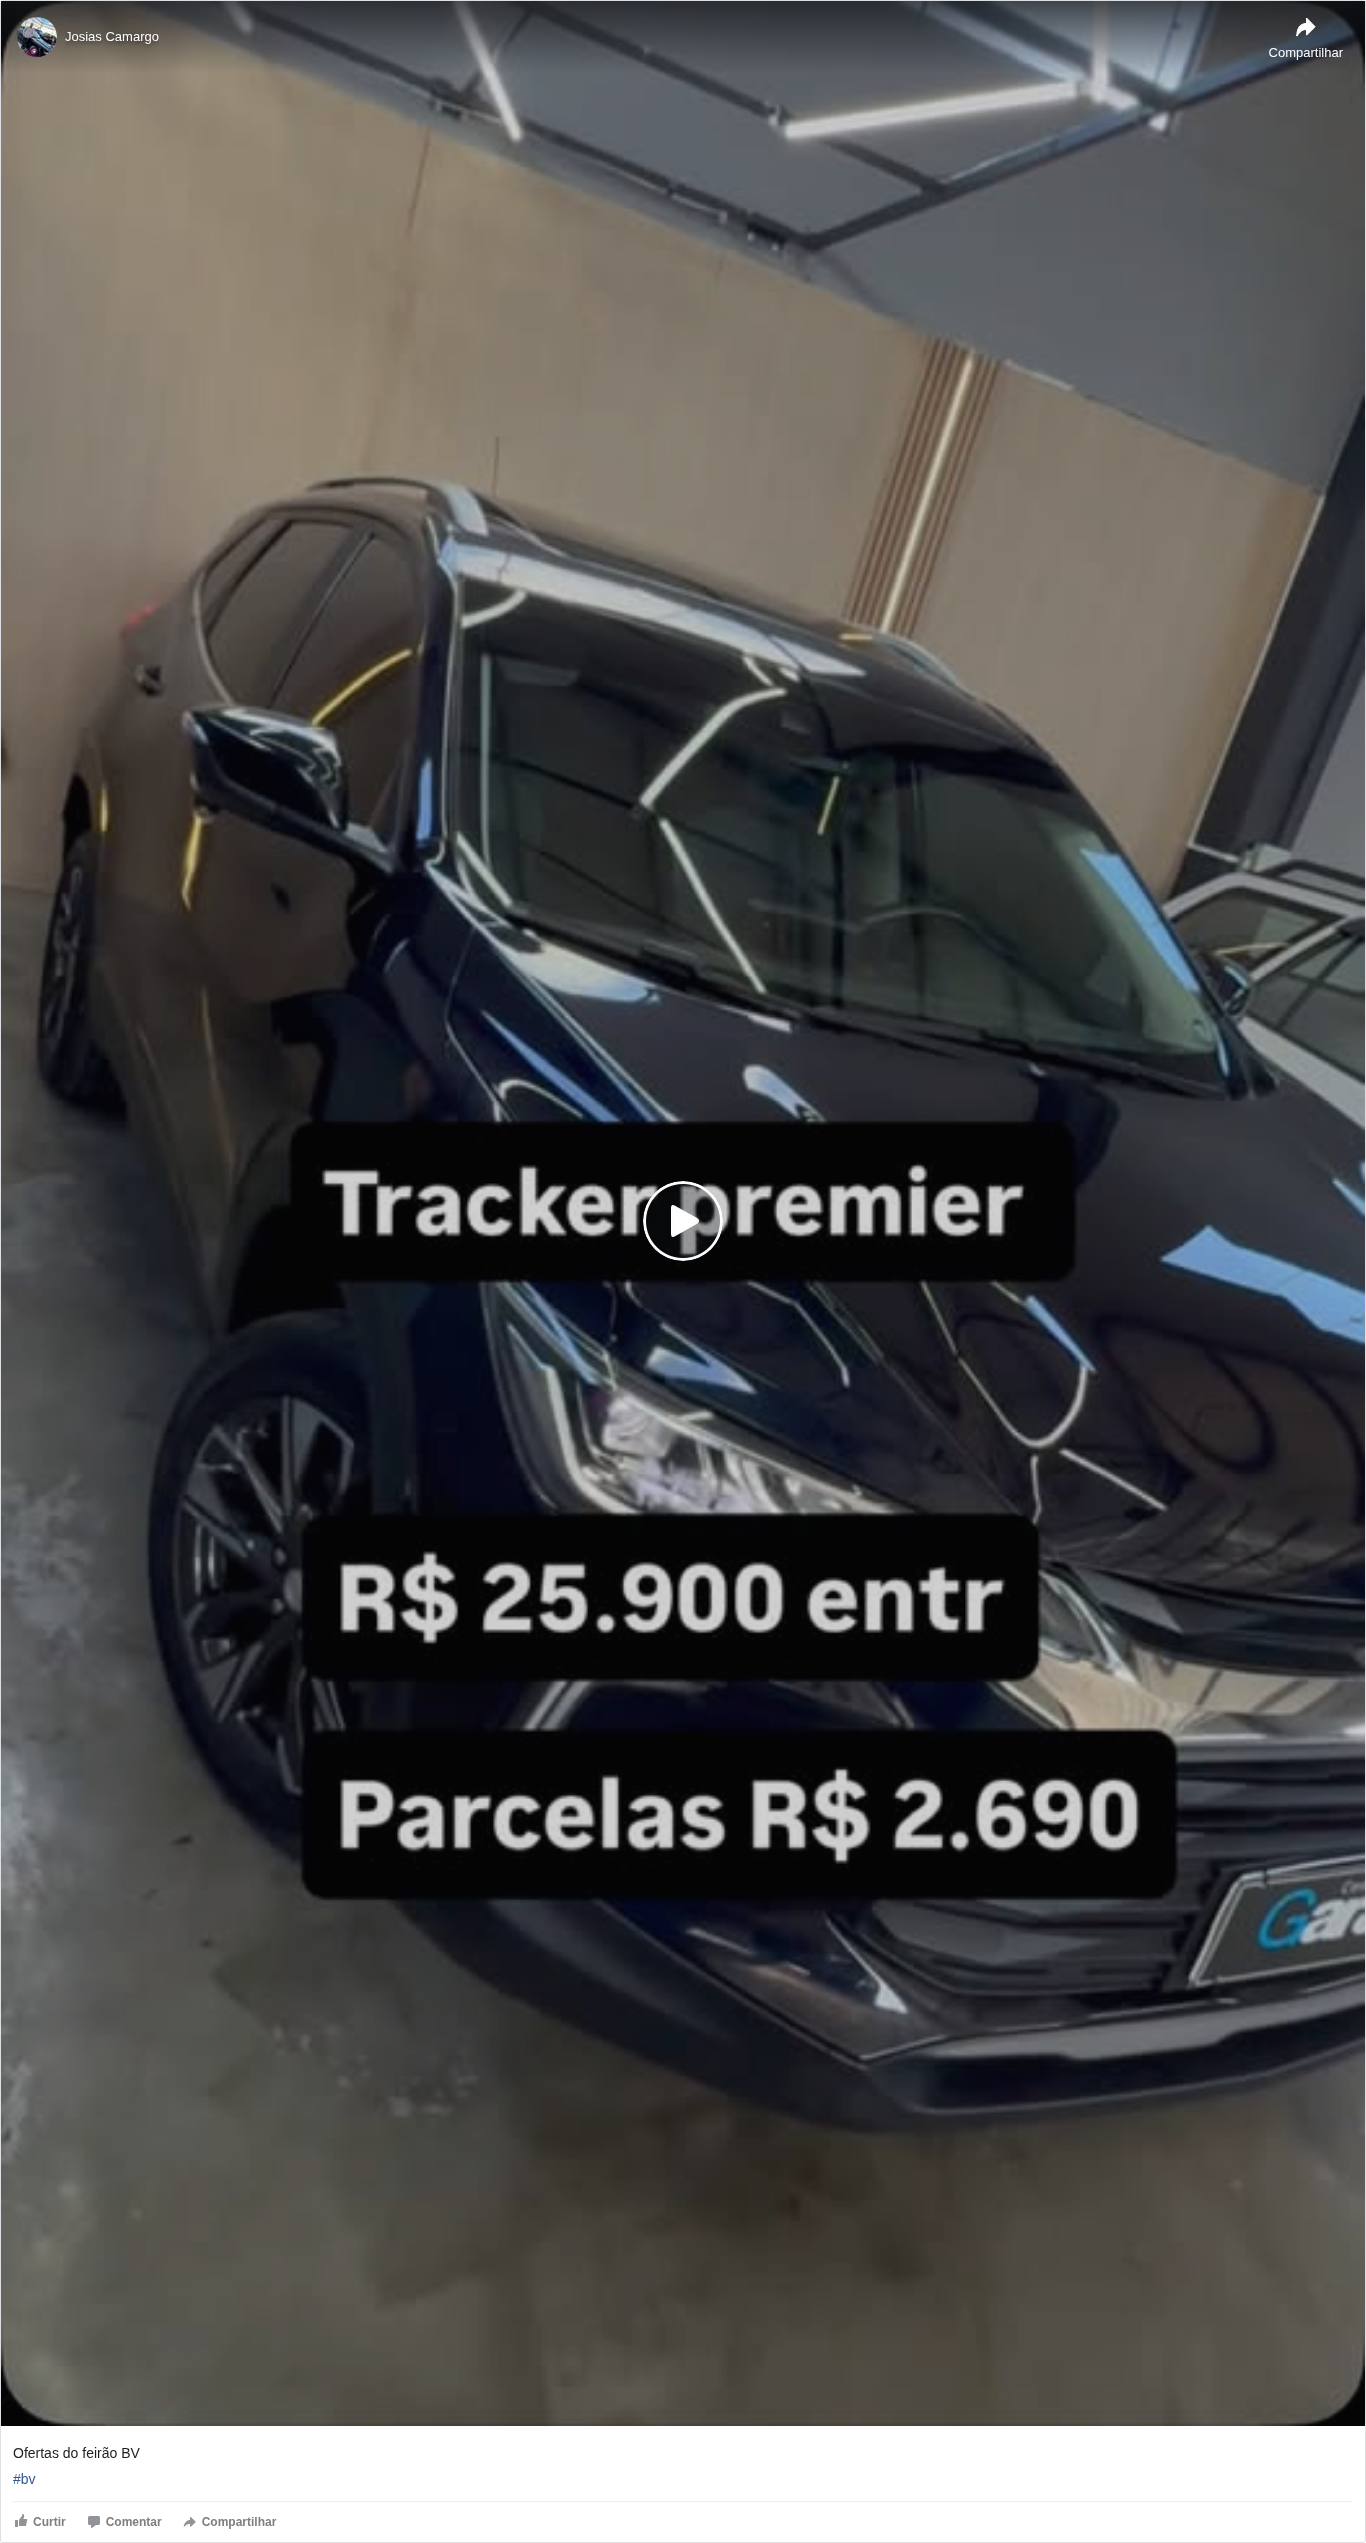 Josias Camargo
Compartilhar
Tracker premier
R$ 25.900 entr
Parcelas R$ 2.690
Ofertas do feirão BV
#bv
Curtir Comentar Compartilhar